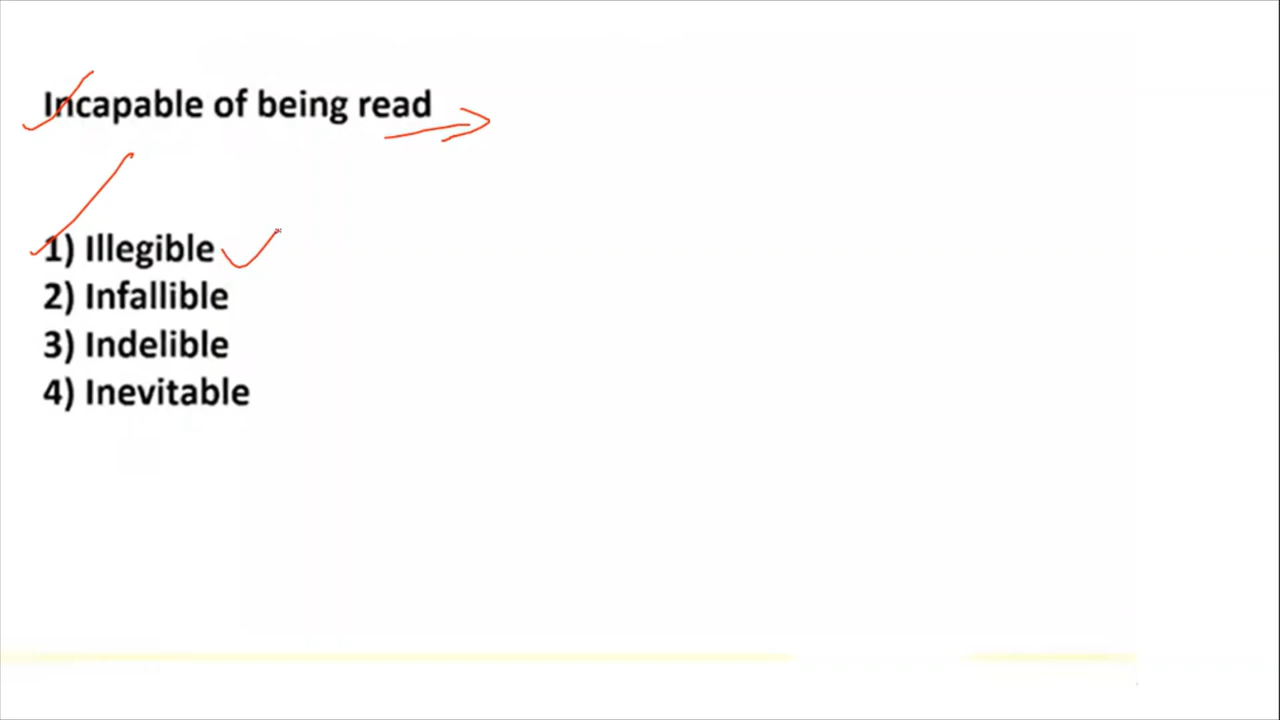 Incapable of being read
1) Illegible
2) Infallible
3) Indelible
4) Inevitable